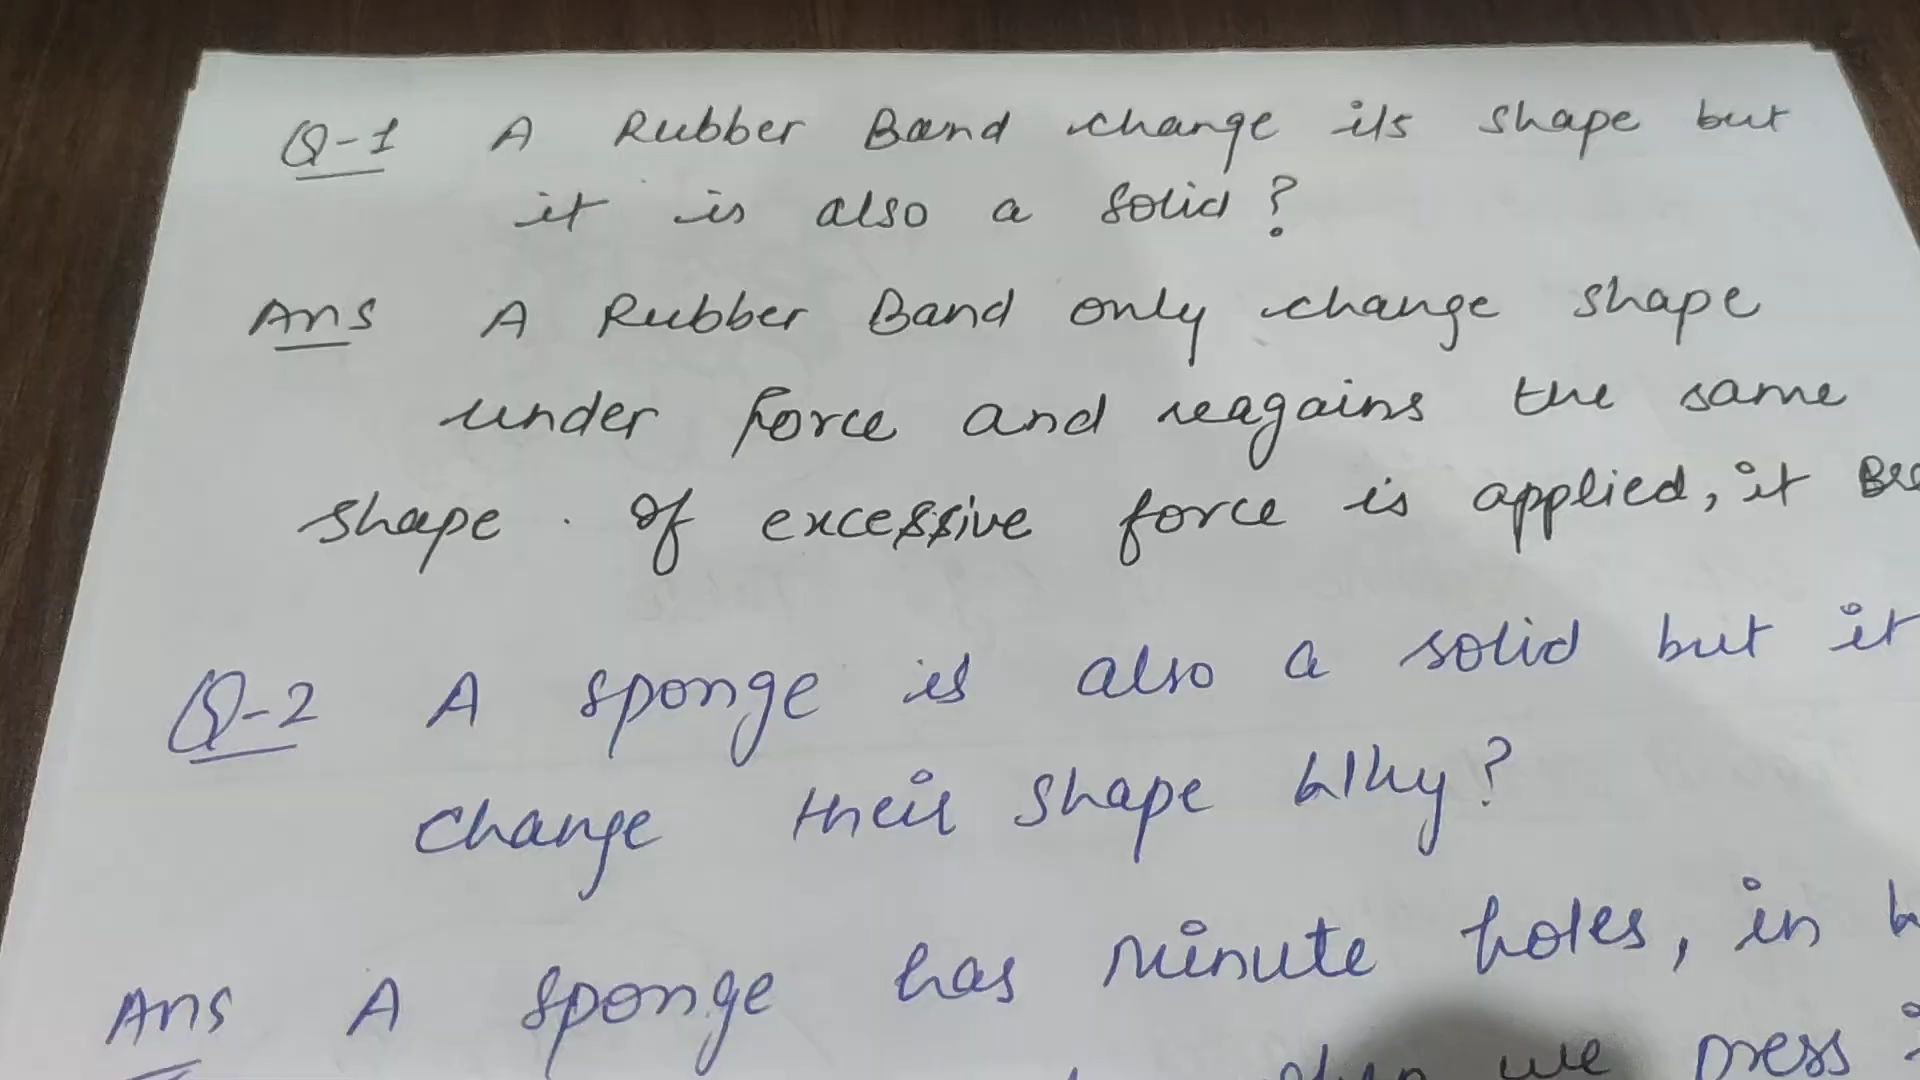 Q-1 A Rubber Band change its shape but
it is also a solid?
Ans A Rubber Band only change shape
under force and reagains the same
shape. If excessive force is applied, it
Q-2 A sponge is also a solid but it
change their shape Why?
Ans A sponge has minute holes, in
we press